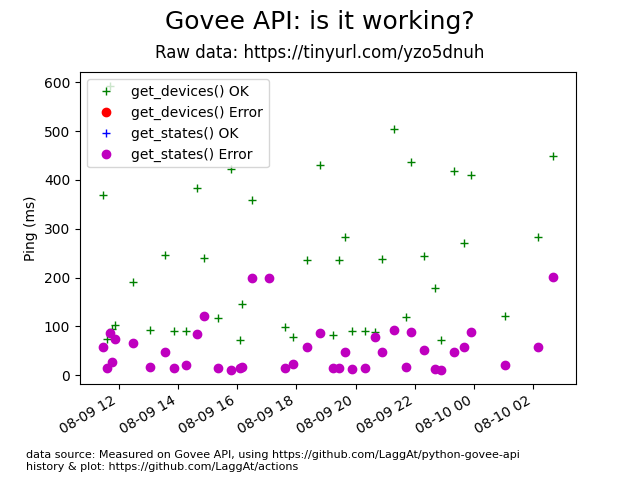 Govee API: is it working?
Raw data: https://tinyurl.com/yzo5dnuh
get_devices() OK
get_devices() Error
get_states() OK
get_states() Error
Ping (ms)
600
500
400
300
200
100
0
08-09 12
08-09 14
08-09 16
08-09 18
08-09 20
08-09 22
08-10 00
08-10 02
data source: Measured on Govee API, using https://github.com/LaggAt/python-govee-api
history & plot: https://github.com/LaggAt/actions